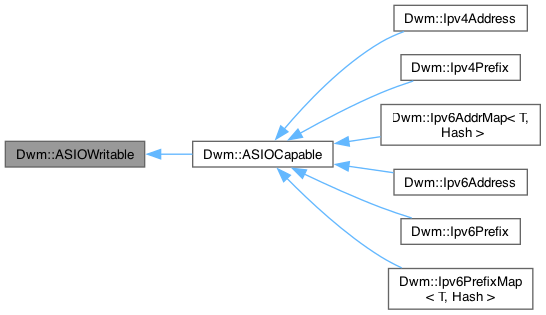 Dwm::Ipv4Address
Dwm::Ipv4Prefix
Dwm::Ipv6AddrMap< T,
Hash >
Dwm::ASIOWritable
Dwm::ASIOCapable
Dwm::Ipv6Address
Dwm::Ipv6Prefix
Dwm::Ipv6PrefixMap
< T, Hash >